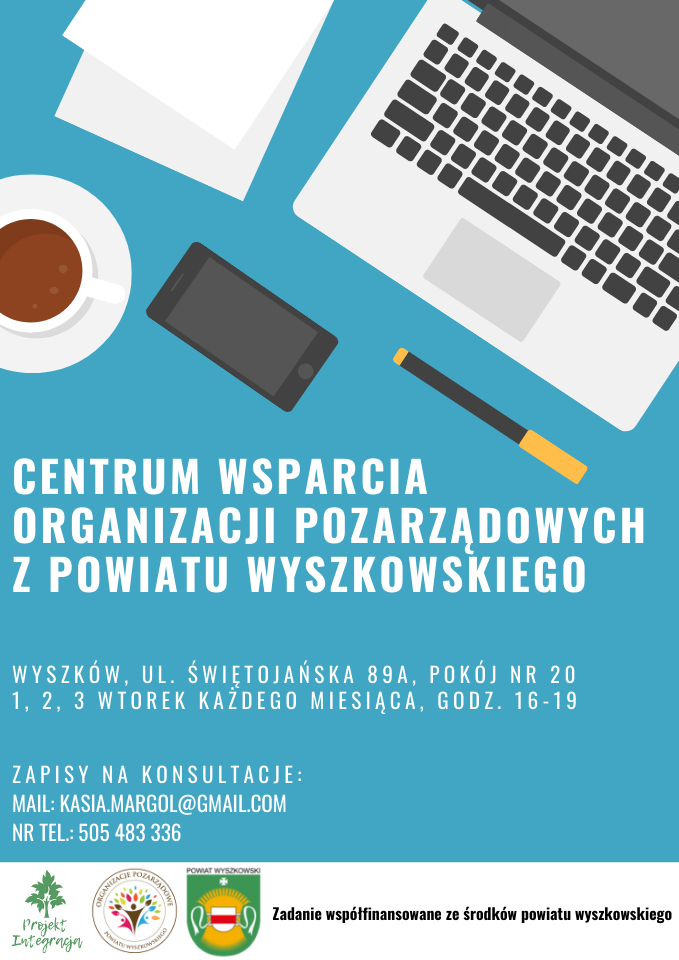 CENTRUM WSPARCIA
ORGANIZACJI POZARZĄDOWYCH
Z POWIATU WYSZKOWSKIEGO
WYSZKÓW, UL. ŚWIĘTOJAŃSKA 89A, POKÓJ NR 20
1, 2, 3 WTOREK KAŻDEGO MIESIĄCA, GODZ. 16-19
ZAPISY NA KONSULTACJE:
MAIL: KASIA.MARGOL@GMAIL.COM
NR TEL.: 505 483 336
Projekt
Integracja
ORGANIZACJE POZARZĄDOWE
POWIATU WYSZKOWSKIEGO
POWIAT WYSZKOWSKI
Zadanie współfinansowane ze środków powiatu wyszkowskiego